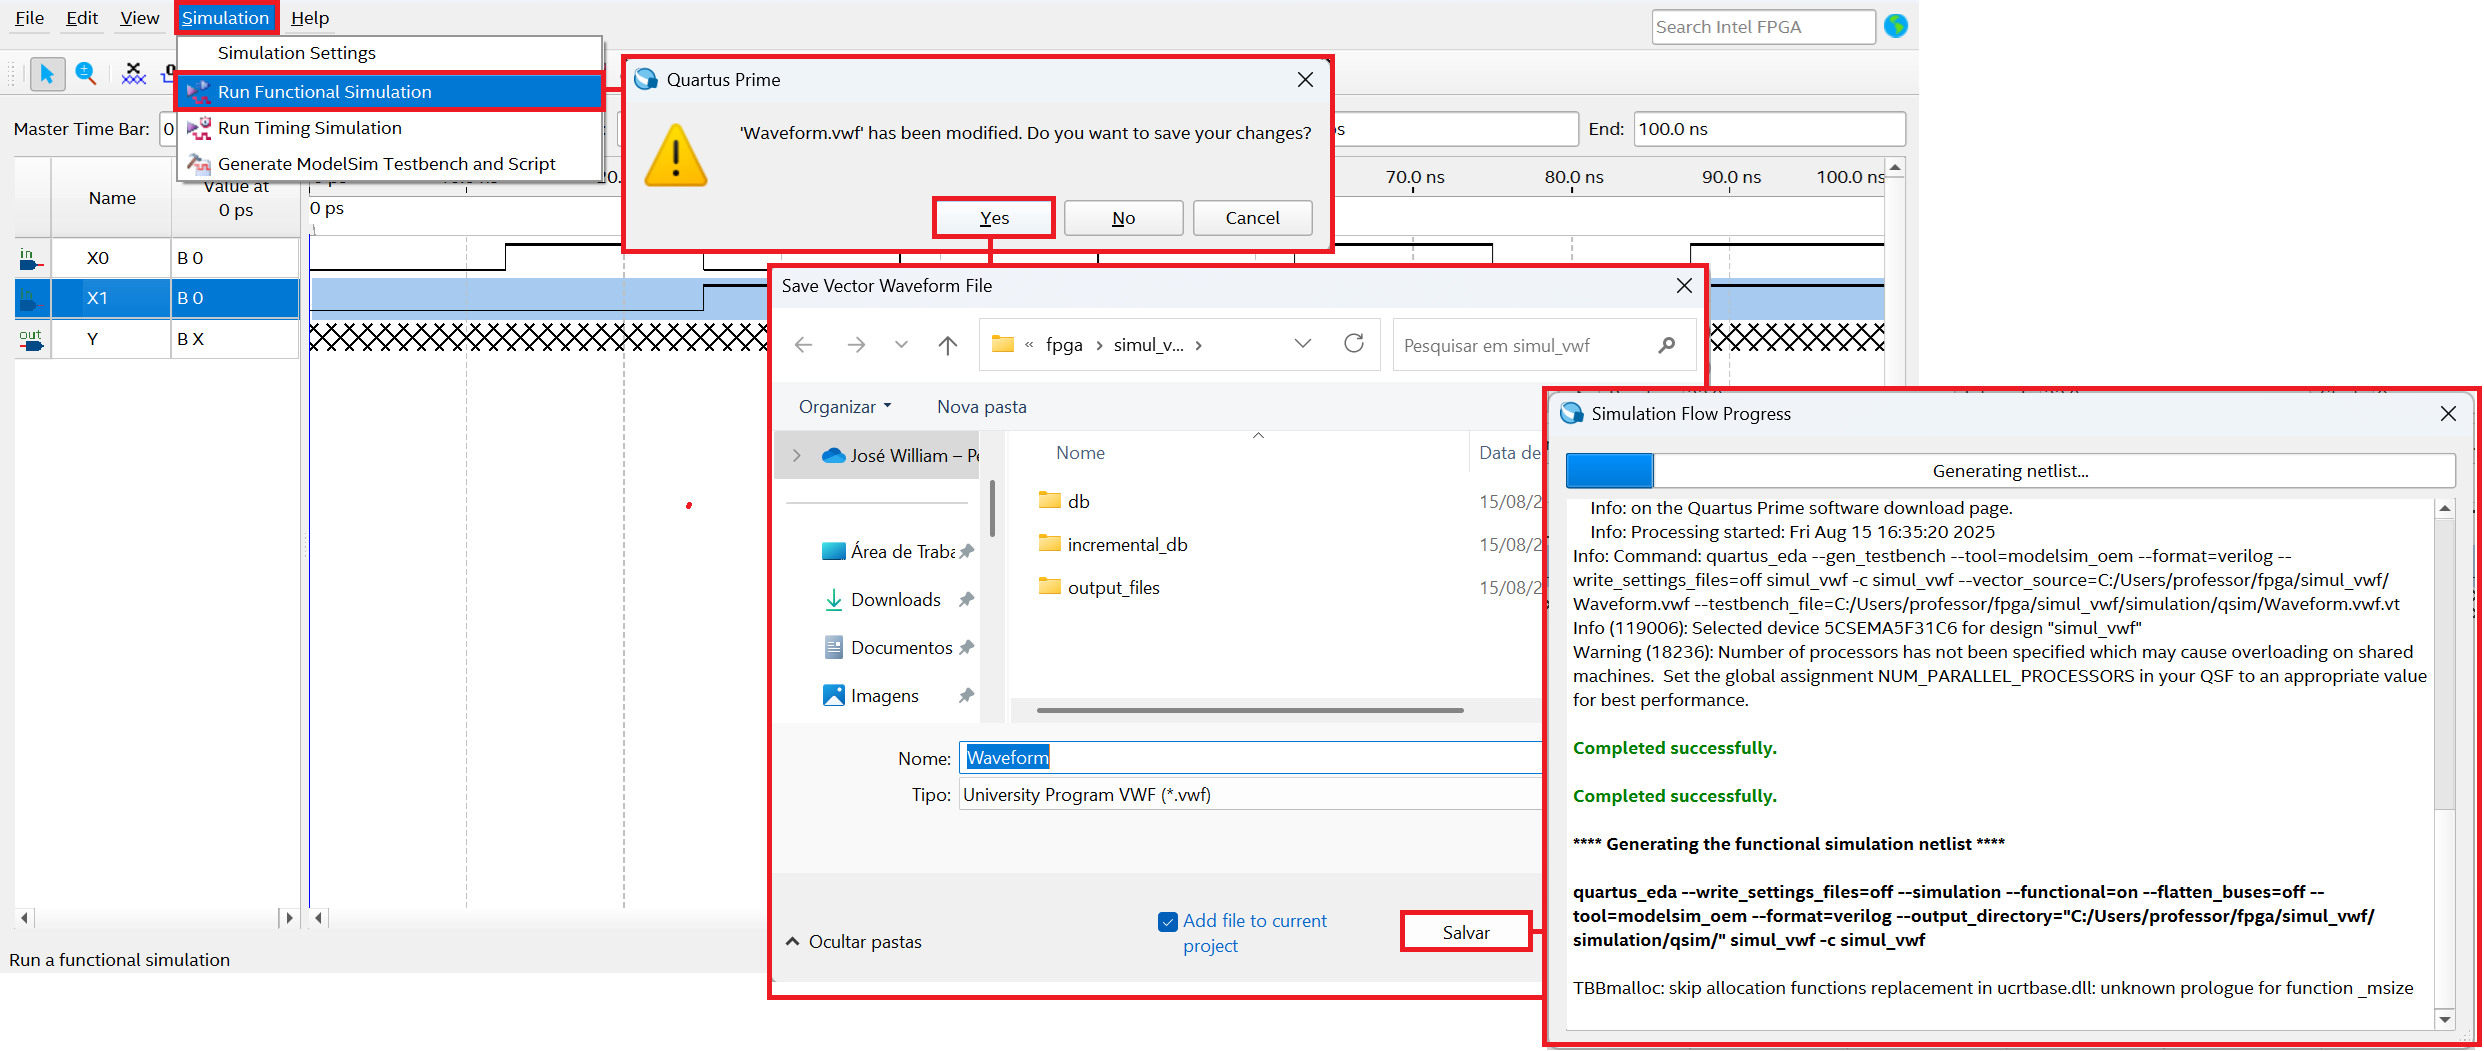 File Edit View Simulation Help
Search Intel FPGA
Simulation Settings
Run Functional Simulation
Run Timing Simulation
Generate ModelSim Testbench and Script
Master Time Bar: 0
End: 100.0 ns
Name
Value at
0 ps
70.0 ns 80.0 ns 90.0 ns 100.0 ns
0 ps
in X0 B 0
in X1 B 0
out Y B X
Run a functional simulation
Quartus Prime
'Waveform.vwf' has been modified. Do you want to save your changes?
Yes No Cancel
Save Vector Waveform File
« fpga › simul_v... ›
Pesquisar em simul_vwf
Organizar Nova pasta
José William – Pe
Área de Traba
Downloads
Documentos
Imagens
Nome Data de
db 15/08/2
incremental_db 15/08/2
output_files 15/08/2
Nome: Waveform
Tipo: University Program VWF (*.vwf)
Add file to current
project
Ocultar pastas
Salvar
Simulation Flow Progress
Generating netlist...
Info: on the Quartus Prime software download page.
Info: Processing started: Fri Aug 15 16:35:20 2025
Info: Command: quartus_eda --gen_testbench --tool=modelsim_oem --format=verilog --
write_settings_files=off simul_vwf -c simul_vwf --vector_source=C:/Users/professor/fpga/simul_vwf/
Waveform.vwf --testbench_file=C:/Users/professor/fpga/simul_vwf/simulation/qsim/Waveform.vwf.vt
Info (119006): Selected device 5CSEMA5F31C6 for design "simul_vwf"
Warning (18236): Number of processors has not been specified which may cause overloading on shared
machines.  Set the global assignment NUM_PARALLEL_PROCESSORS in your QSF to an appropriate value
for best performance.
Completed successfully.
Completed successfully.
**** Generating the functional simulation netlist ****
quartus_eda --write_settings_files=off --simulation --functional=on --flatten_buses=off --
tool=modelsim_oem --format=verilog --output_directory="C:/Users/professor/fpga/simul_vwf/
simulation/qsim/" simul_vwf -c simul_vwf
TBBmalloc: skip allocation functions replacement in ucrtbase.dll: unknown prologue for function _msize